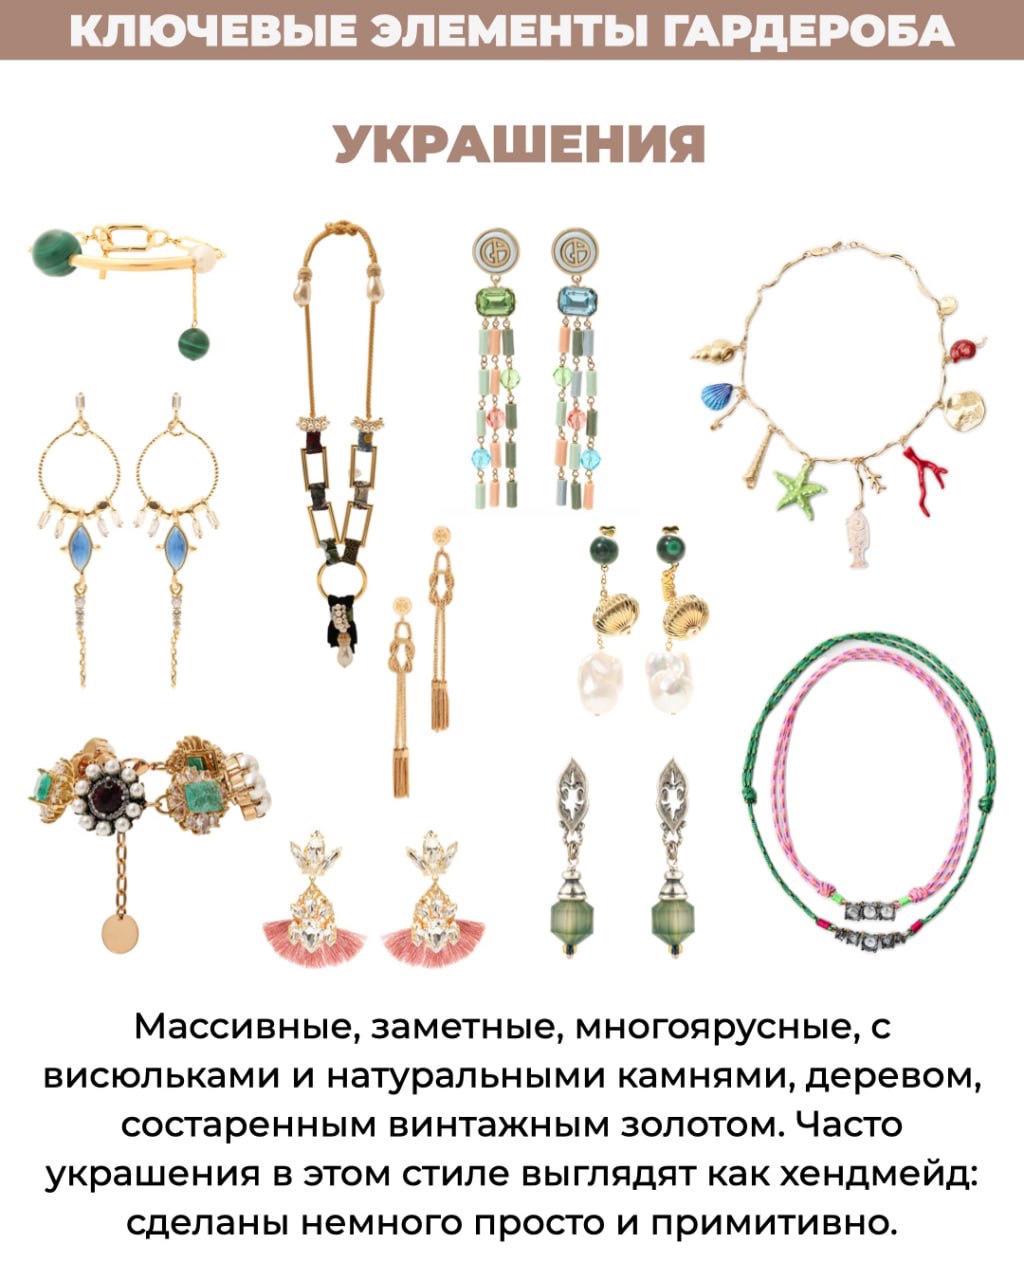 КЛЮЧЕВЫЕ ЭЛЕМЕНТЫ ГАРДЕРОБА
УКРАШЕНИЯ
Массивные, заметные, многоярусные, с
висюльками и натуральными камнями, деревом,
состаренным винтажным золотом. Часто
украшения в этом стиле выглядят как хендмейд:
сделаны немного просто и примитивно.